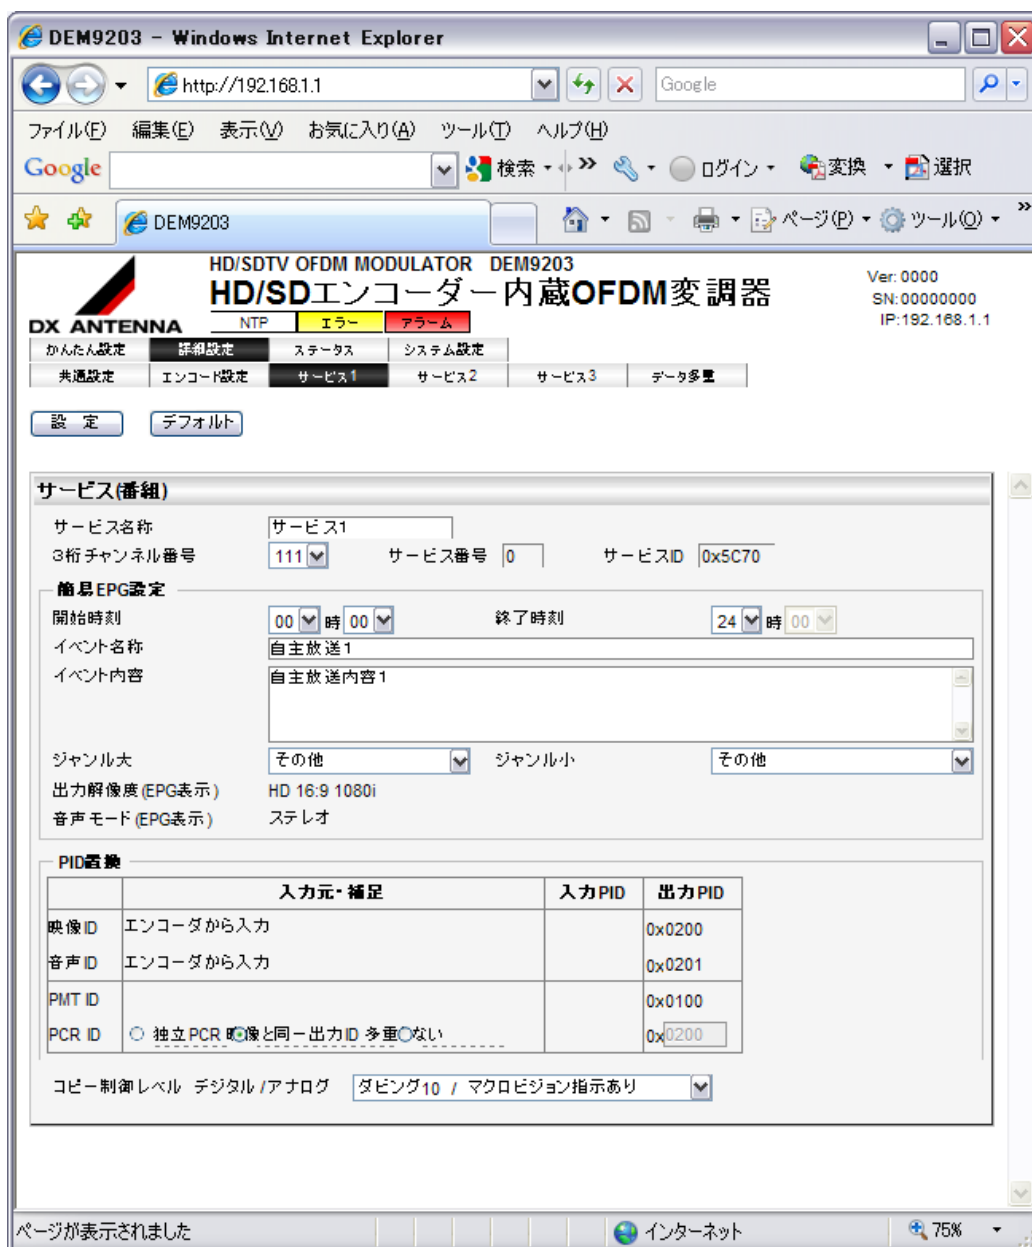 DEM9203 - Windows Internet Explorer
http://192.168.1.1
Google
ファイル(F) 編集(E) 表示(V) お気に入り(A) ツール(T) ヘルプ(H)
Google 検索 ログイン 変換 選択
DEM9203 ページ(P) ツール(O)
HD/SDTV OFDM MODULATOR DEM9203
HD/SDエンコーダー内蔵OFDM変調器
DX ANTENNA
Ver: 0000
SN:00000000
IP:192.168.1.1
NTP エラー アラーム
かんたん設定 詳細設定 ステータス システム設定
共通設定 エンコード設定 サービス1 サービス2 サービス3 データ多重
設 定 デフォルト
サービス(番組)
サービス名称 サービス1
3桁チャンネル番号 111 サービス番号 0 サービスID 0x5C70
簡易EPG設定
開始時刻 00 時 00 終了時刻 24 時 00
イベント名称 自主放送1
イベント内容 自主放送内容1
ジャンル大 その他 ジャンル小 その他
出力解像度(EPG表示) HD 16:9 1080i
音声モード(EPG表示) ステレオ
PID置換
入力元・補足 入力PID 出力PID
映像ID エンコーダから入力 0x0200
音声ID エンコーダから入力 0x0201
PMT ID 0x0100
PCR ID 独立PCR 映像と同一出力ID 多重しない 0x0200
コピー制御レベル デジタル/アナログ ダビング10 / マクロビジョン指示あり
ページが表示されました インターネット 75%